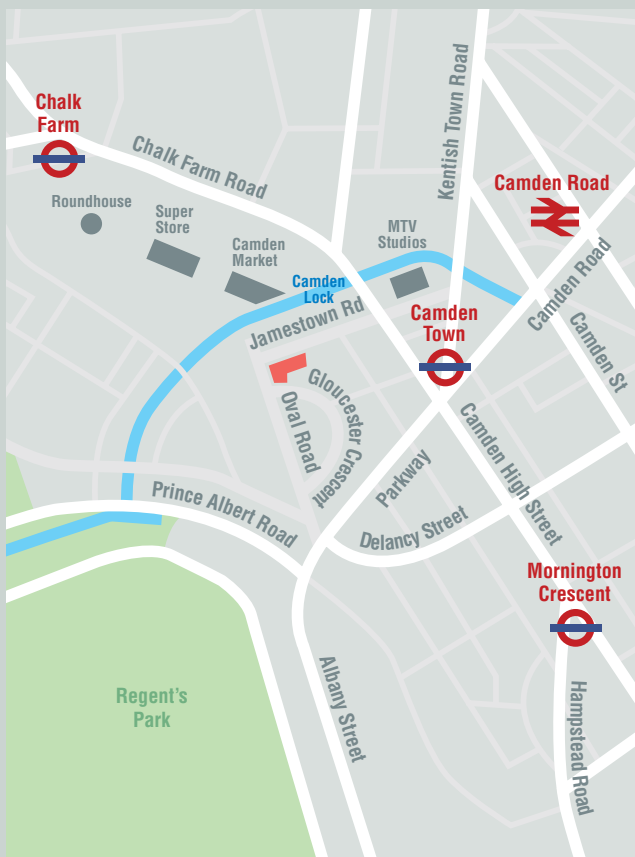 Chalk
Farm
Chalk Farm Road
Kentish Town Road
Camden Road
Roundhouse
Super
Store
Camden
Market
MTV
Studios
Camden
Lock
Jamestown Rd
Camden
Town
Camden Road
Camden St
Gloucester Crescent
Oval Road
Parkway
Camden High Street
Prince Albert Road
Delancy Street
Mornington
Crescent
Regent's
Park
Albany Street
Hampstead Road